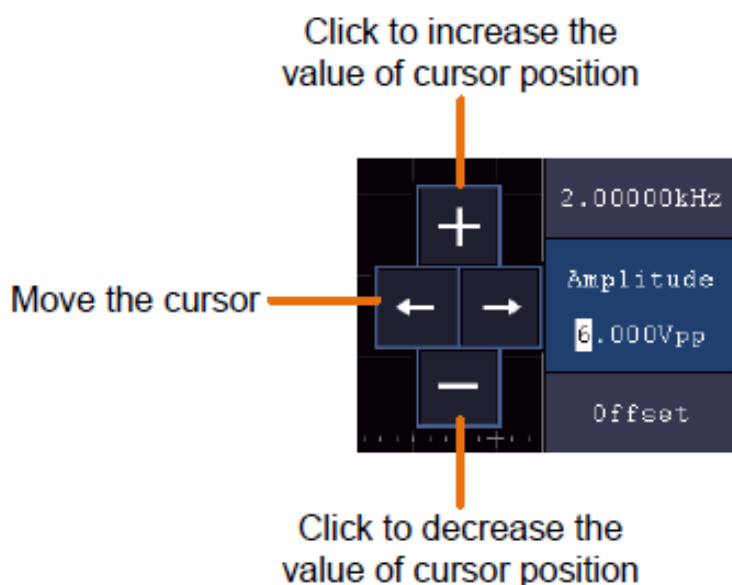 Click to increase the
value of cursor position
+
2.00000kHz
Move the cursor
← →
Amplitude
6.000Vpp
−
Offset
Click to decrease the
value of cursor position